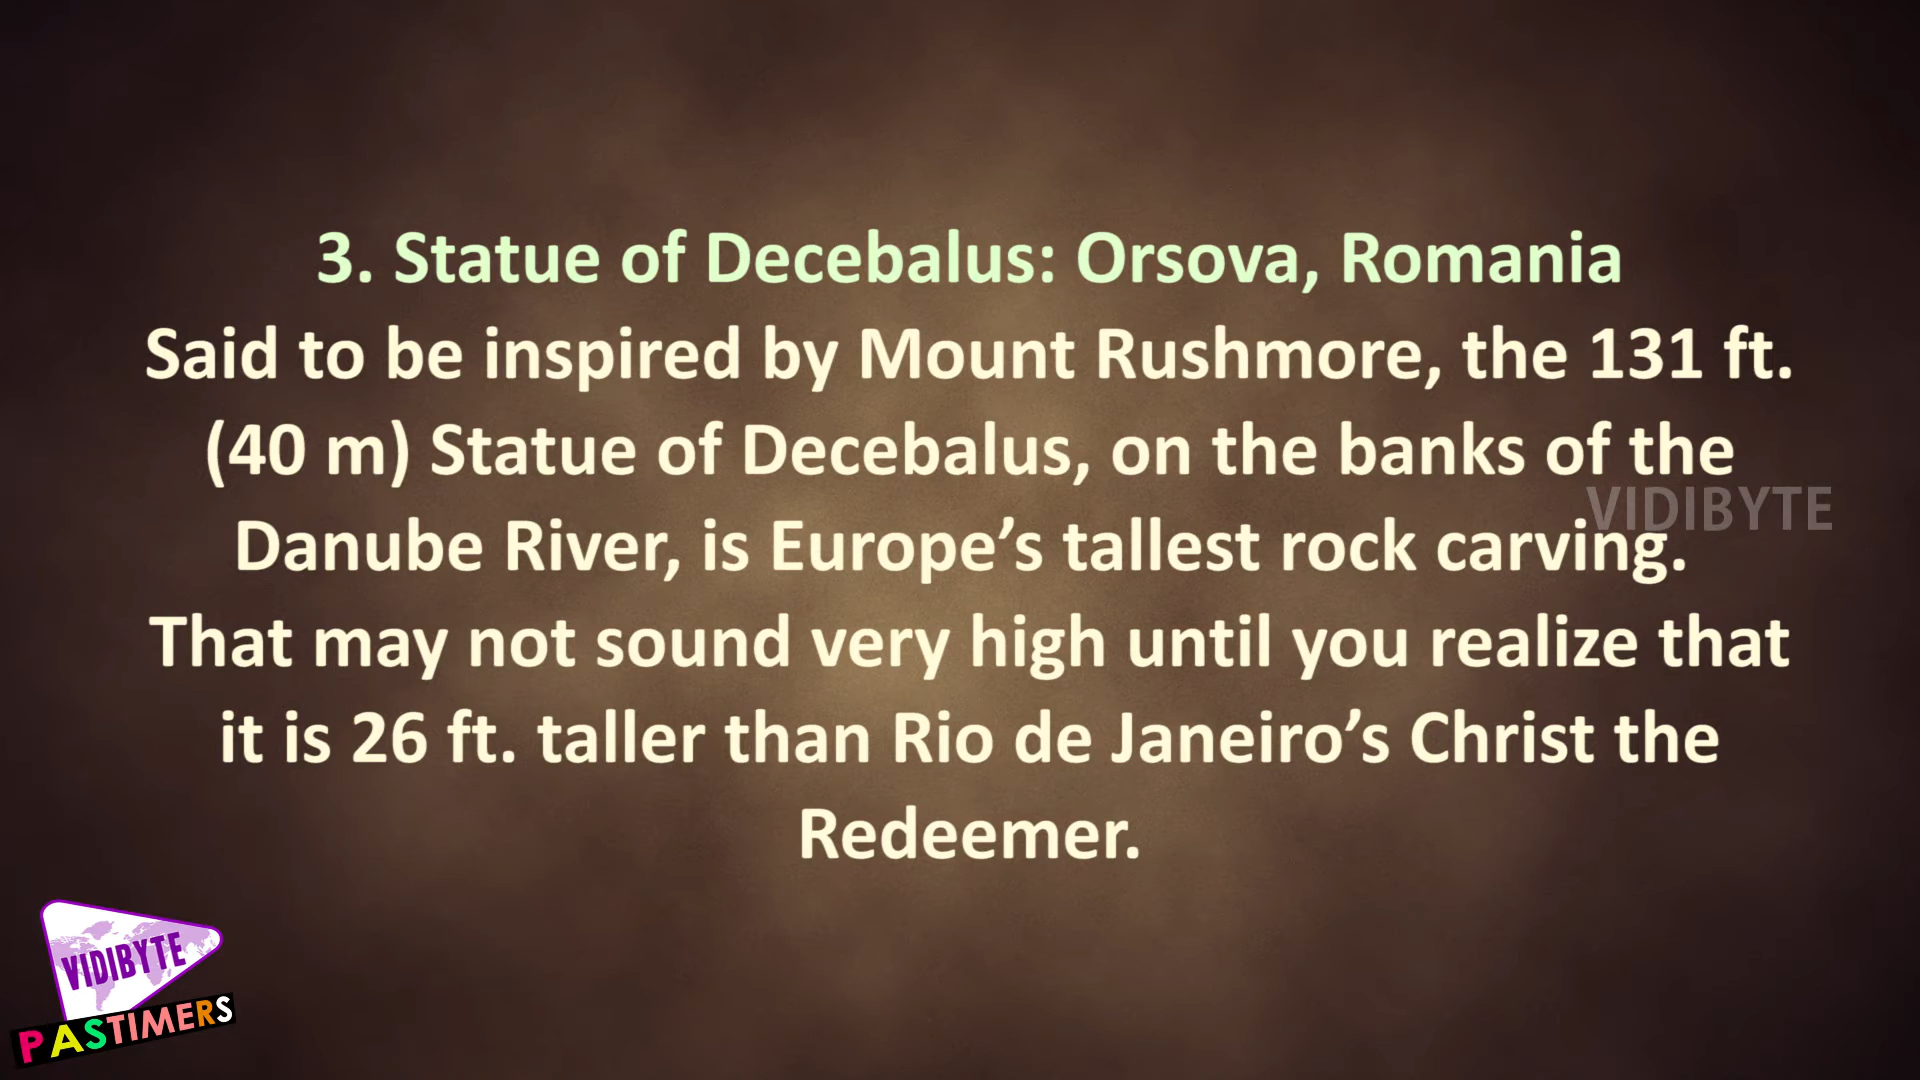 3. Statue of Decebalus: Orsova, Romania
Said to be inspired by Mount Rushmore, the 131 ft.
(40 m) Statue of Decebalus, on the banks of the
Danube River, is Europe’s tallest rock carving.
That may not sound very high until you realize that
it is 26 ft. taller than Rio de Janeiro’s Christ the
Redeemer.
VIDIBYTE
VIDIBYTE
PASTIMERS